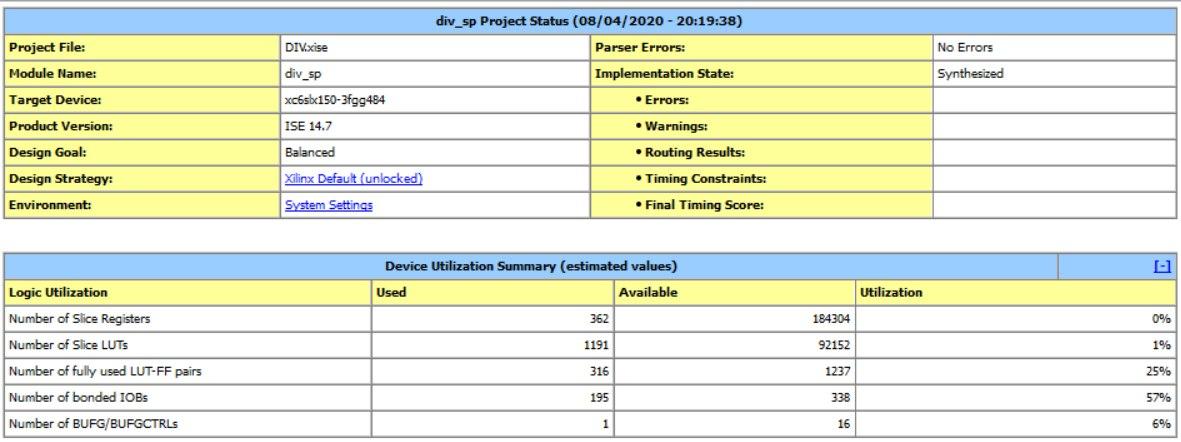 div_sp Project Status (08/04/2020 - 20:19:38)
Project File: DIV.xise Parser Errors: No Errors
Module Name: div_sp Implementation State: Synthesized
Target Device: xc6slx150-3fgg484 • Errors:
Product Version: ISE 14.7 • Warnings:
Design Goal: Balanced • Routing Results:
Design Strategy: Xilinx Default (unlocked) • Timing Constraints:
Environment: System Settings • Final Timing Score:
Device Utilization Summary (estimated values) [-]
Logic Utilization Used Available Utilization
Number of Slice Registers 362 184304 0%
Number of Slice LUTs 1191 92152 1%
Number of fully used LUT-FF pairs 316 1237 25%
Number of bonded IOBs 195 338 57%
Number of BUFG/BUFGCTRLs 1 16 6%